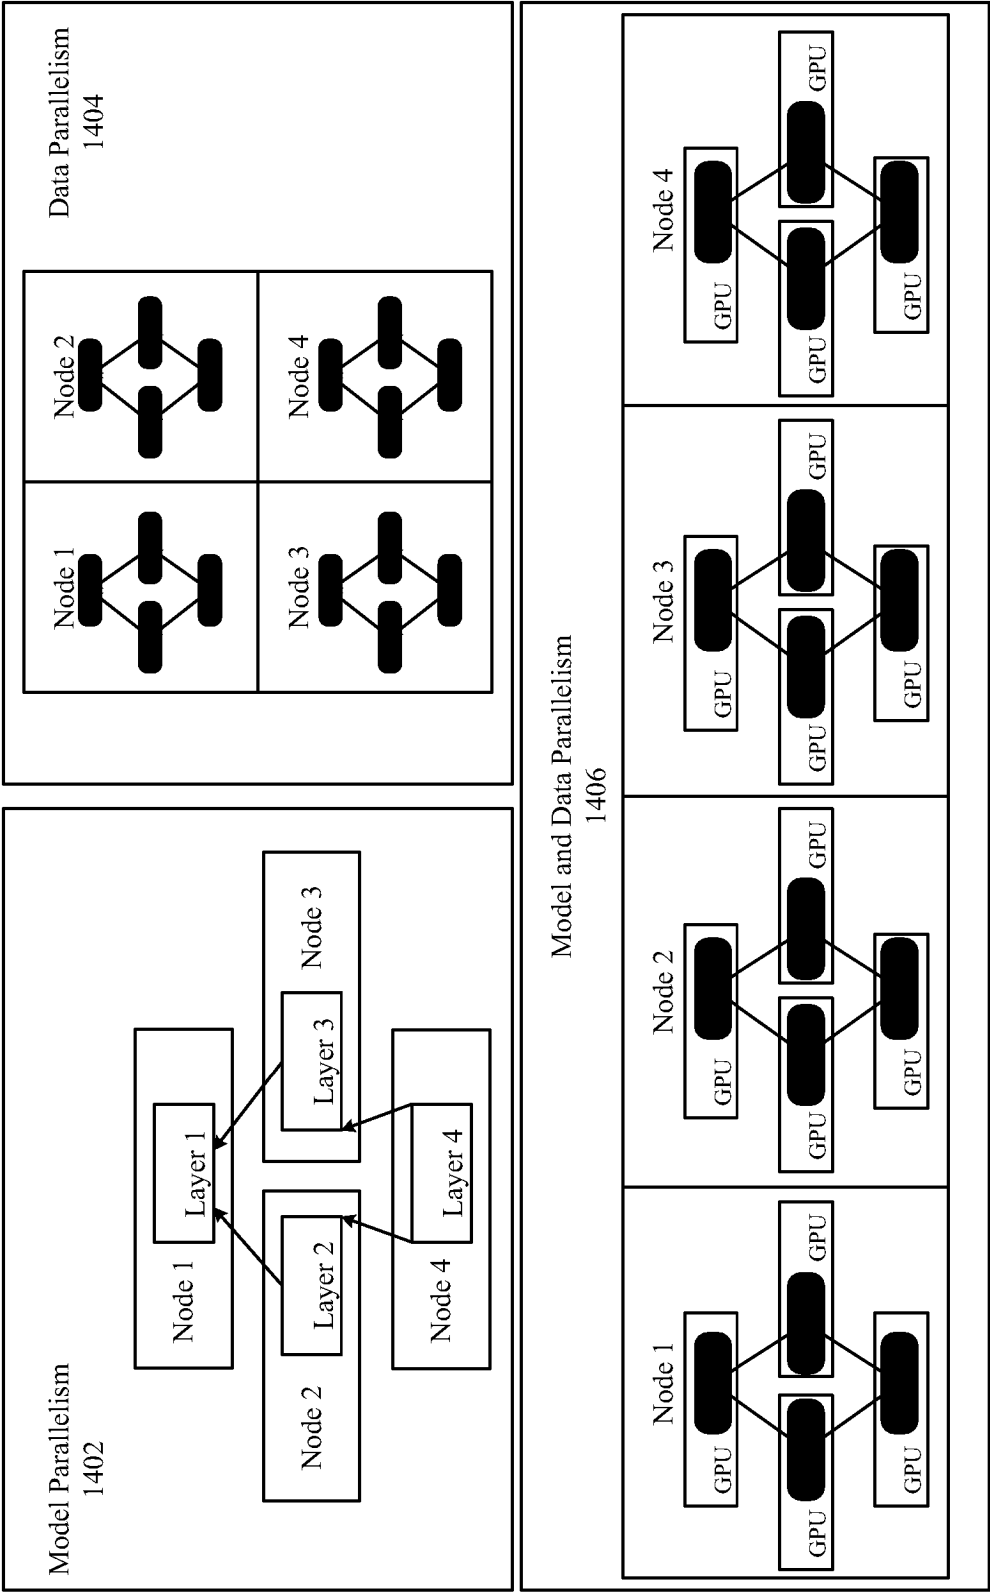 Model Parallelism
1402
Node 1
Layer 1
Node 2
Layer 2
Layer 3
Node 3
Node 4
Layer 4
Data Parallelism
1404
Node 1
Node 2
Node 3
Node 4
Model and Data Parallelism
1406
Node 1
GPU
GPU
GPU
GPU
Node 2
GPU
GPU
GPU
GPU
Node 3
GPU
GPU
GPU
GPU
Node 4
GPU
GPU
GPU
GPU